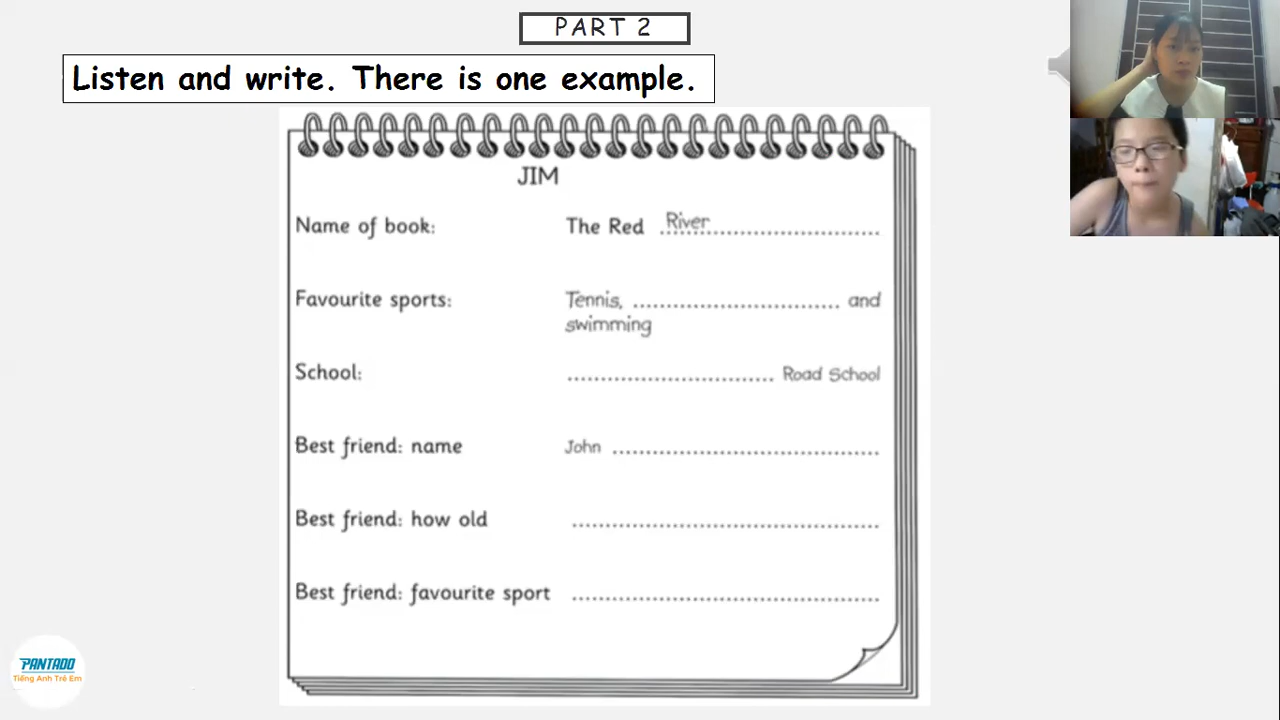 PART 2
Listen and write. There is one example.
JIM
Name of book: The Red River
Favourite sports: Tennis, and
swimming
School: Road School
Best friend: name John
Best friend: how old
Best friend: favourite sport
PANTADO
Tiếng Anh Trẻ Em